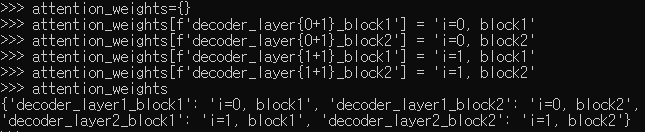 >>> attention_weights={}
>>> attention_weights[f'decoder_layer{0+1}_block1'] = 'i=0, block1'
>>> attention_weights[f'decoder_layer{0+1}_block2'] = 'i=0, block2'
>>> attention_weights[f'decoder_layer{1+1}_block1'] = 'i=1, block1'
>>> attention_weights[f'decoder_layer{1+1}_block2'] = 'i=1, block2'
>>> attention_weights
{'decoder_layer1_block1': 'i=0, block1', 'decoder_layer1_block2': 'i=0, block2',
'decoder_layer2_block1': 'i=1, block1', 'decoder_layer2_block2': 'i=1, block2'}